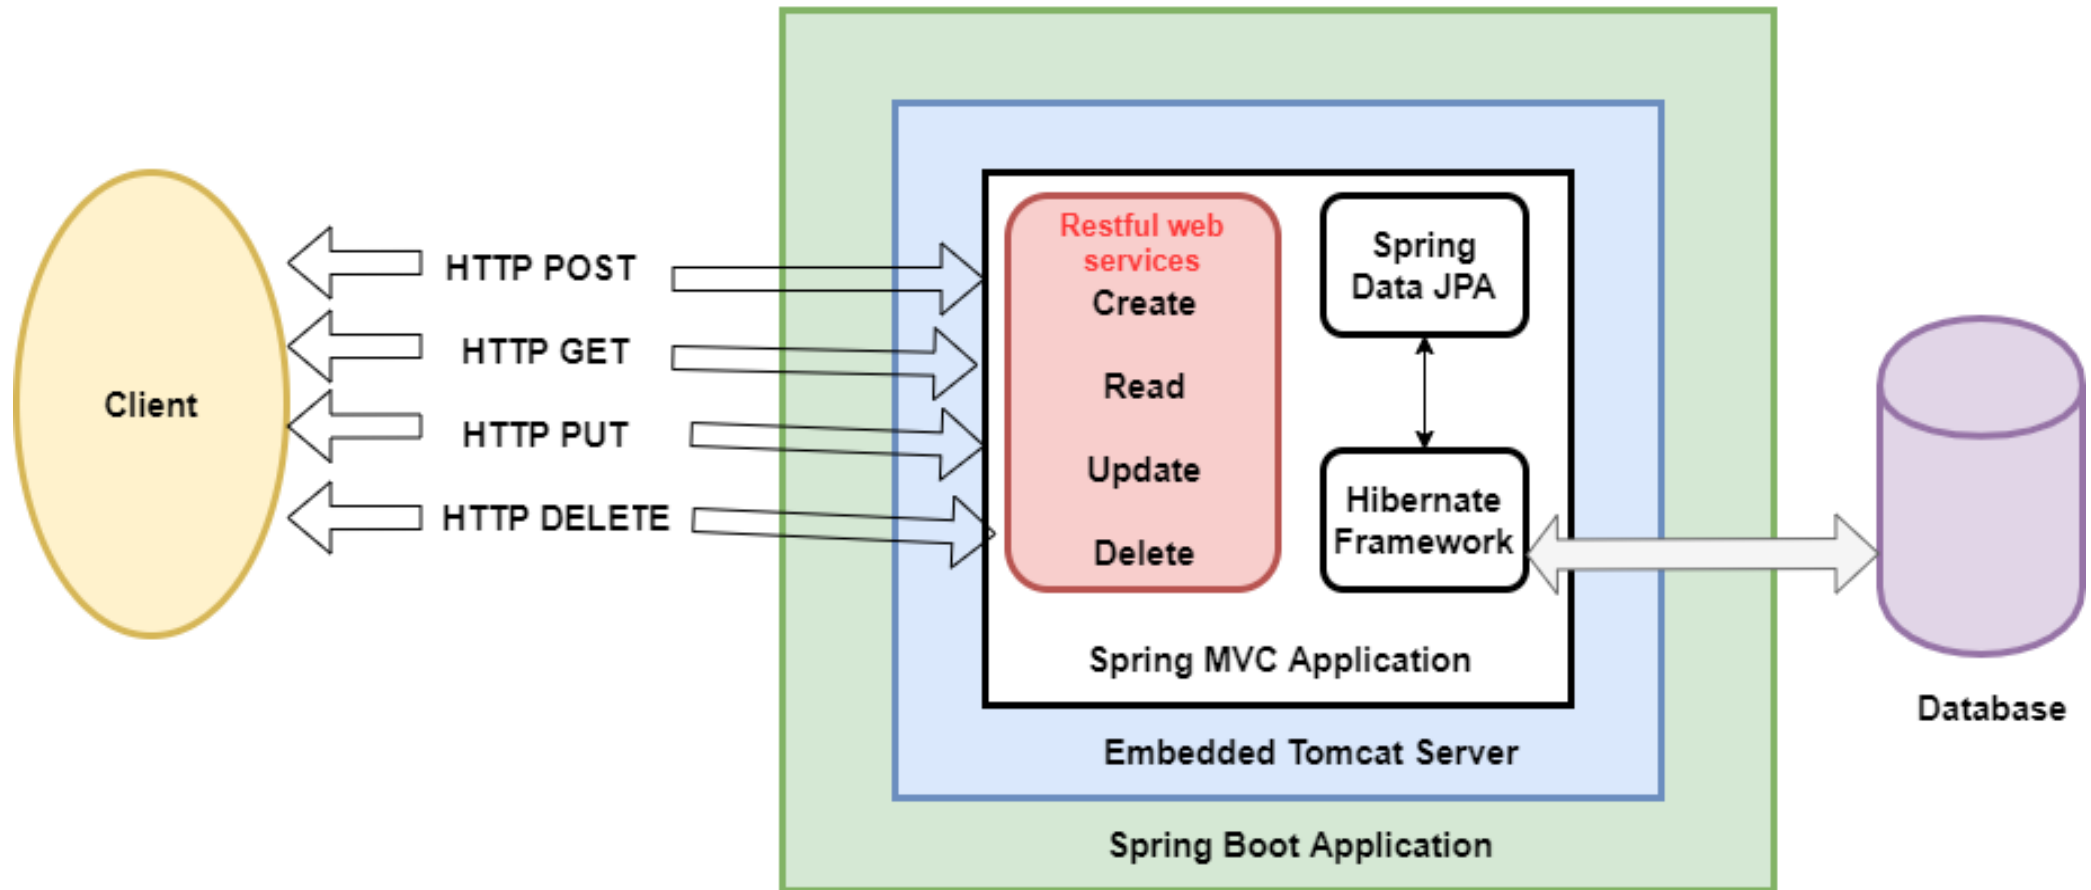 Client
HTTP POST
HTTP GET
HTTP PUT
HTTP DELETE
Restful web
services
Create
Read
Update
Delete
Spring
Data JPA
Hibernate
Framework
Spring MVC Application
Embedded Tomcat Server
Spring Boot Application
Database